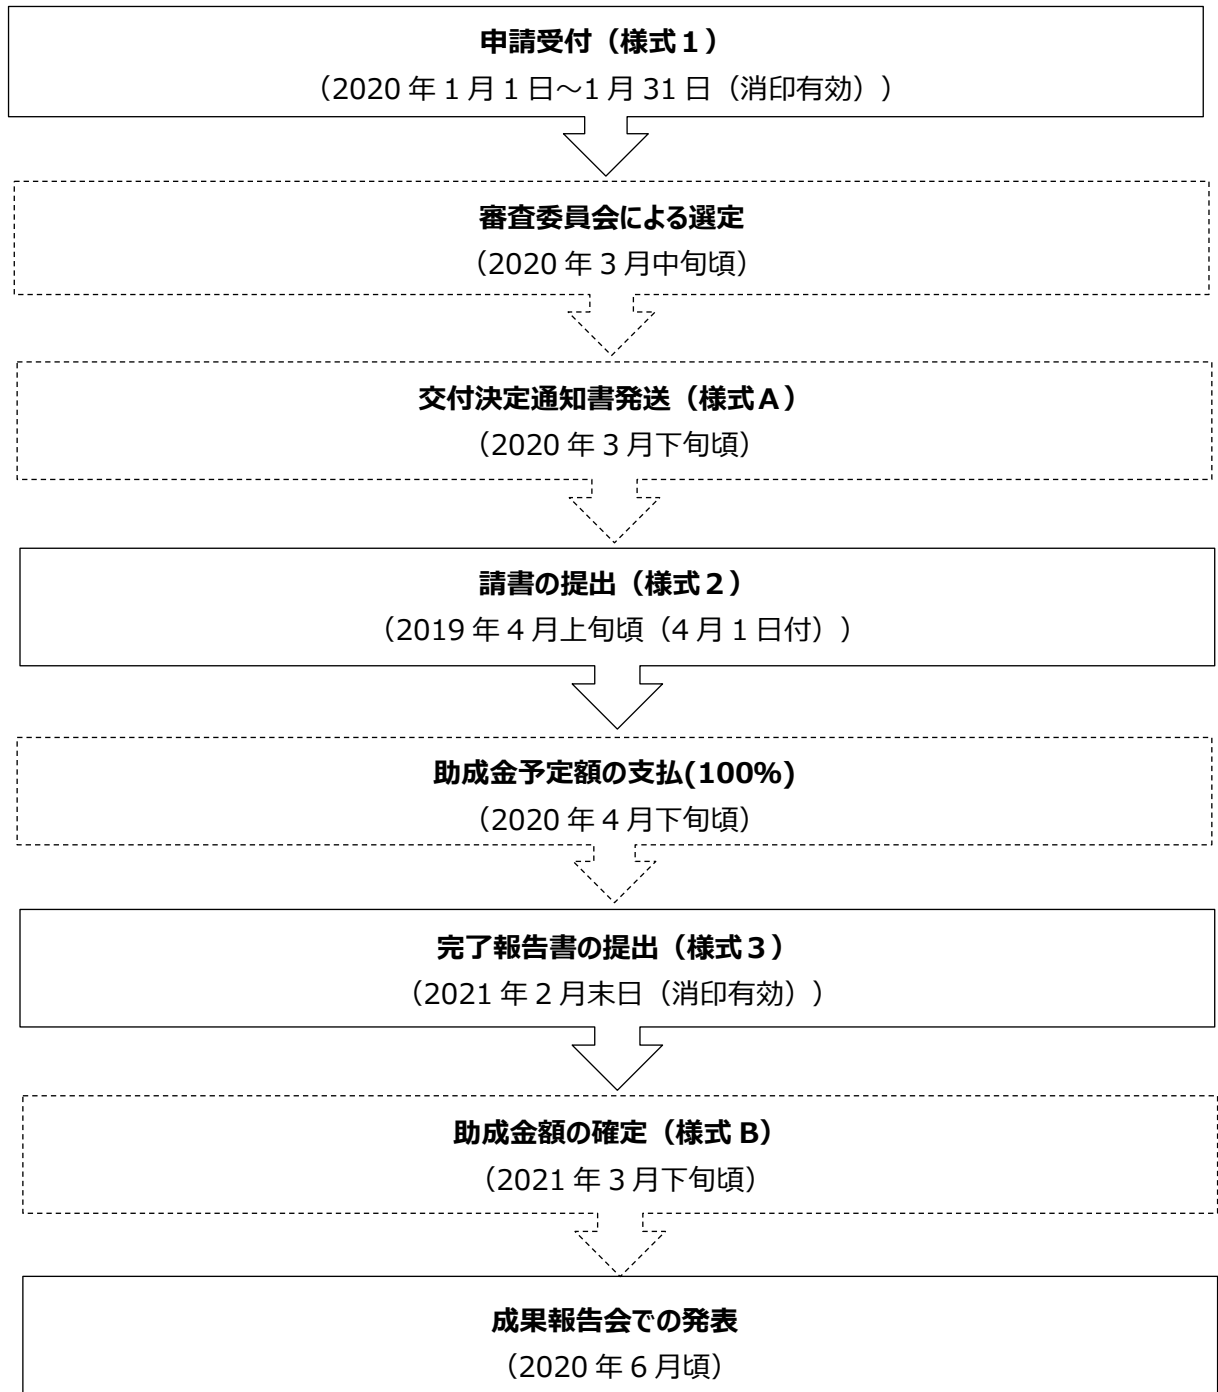 申請受付（様式１）
（2020 年 1 月 1 日～1 月 31 日（消印有効））
審査委員会による選定
（2020 年 3 月中旬頃）
交付決定通知書発送（様式Ａ）
（2020 年 3 月下旬頃）
請書の提出（様式２）
（2019 年 4 月上旬頃（4 月 1 日付））
助成金予定額の支払(100%)
（2020 年 4 月下旬頃）
完了報告書の提出（様式３）
（2021 年 2 月末日（消印有効））
助成金額の確定（様式 B）
（2021 年 3 月下旬頃）
成果報告会での発表
（2020 年 6 月頃）